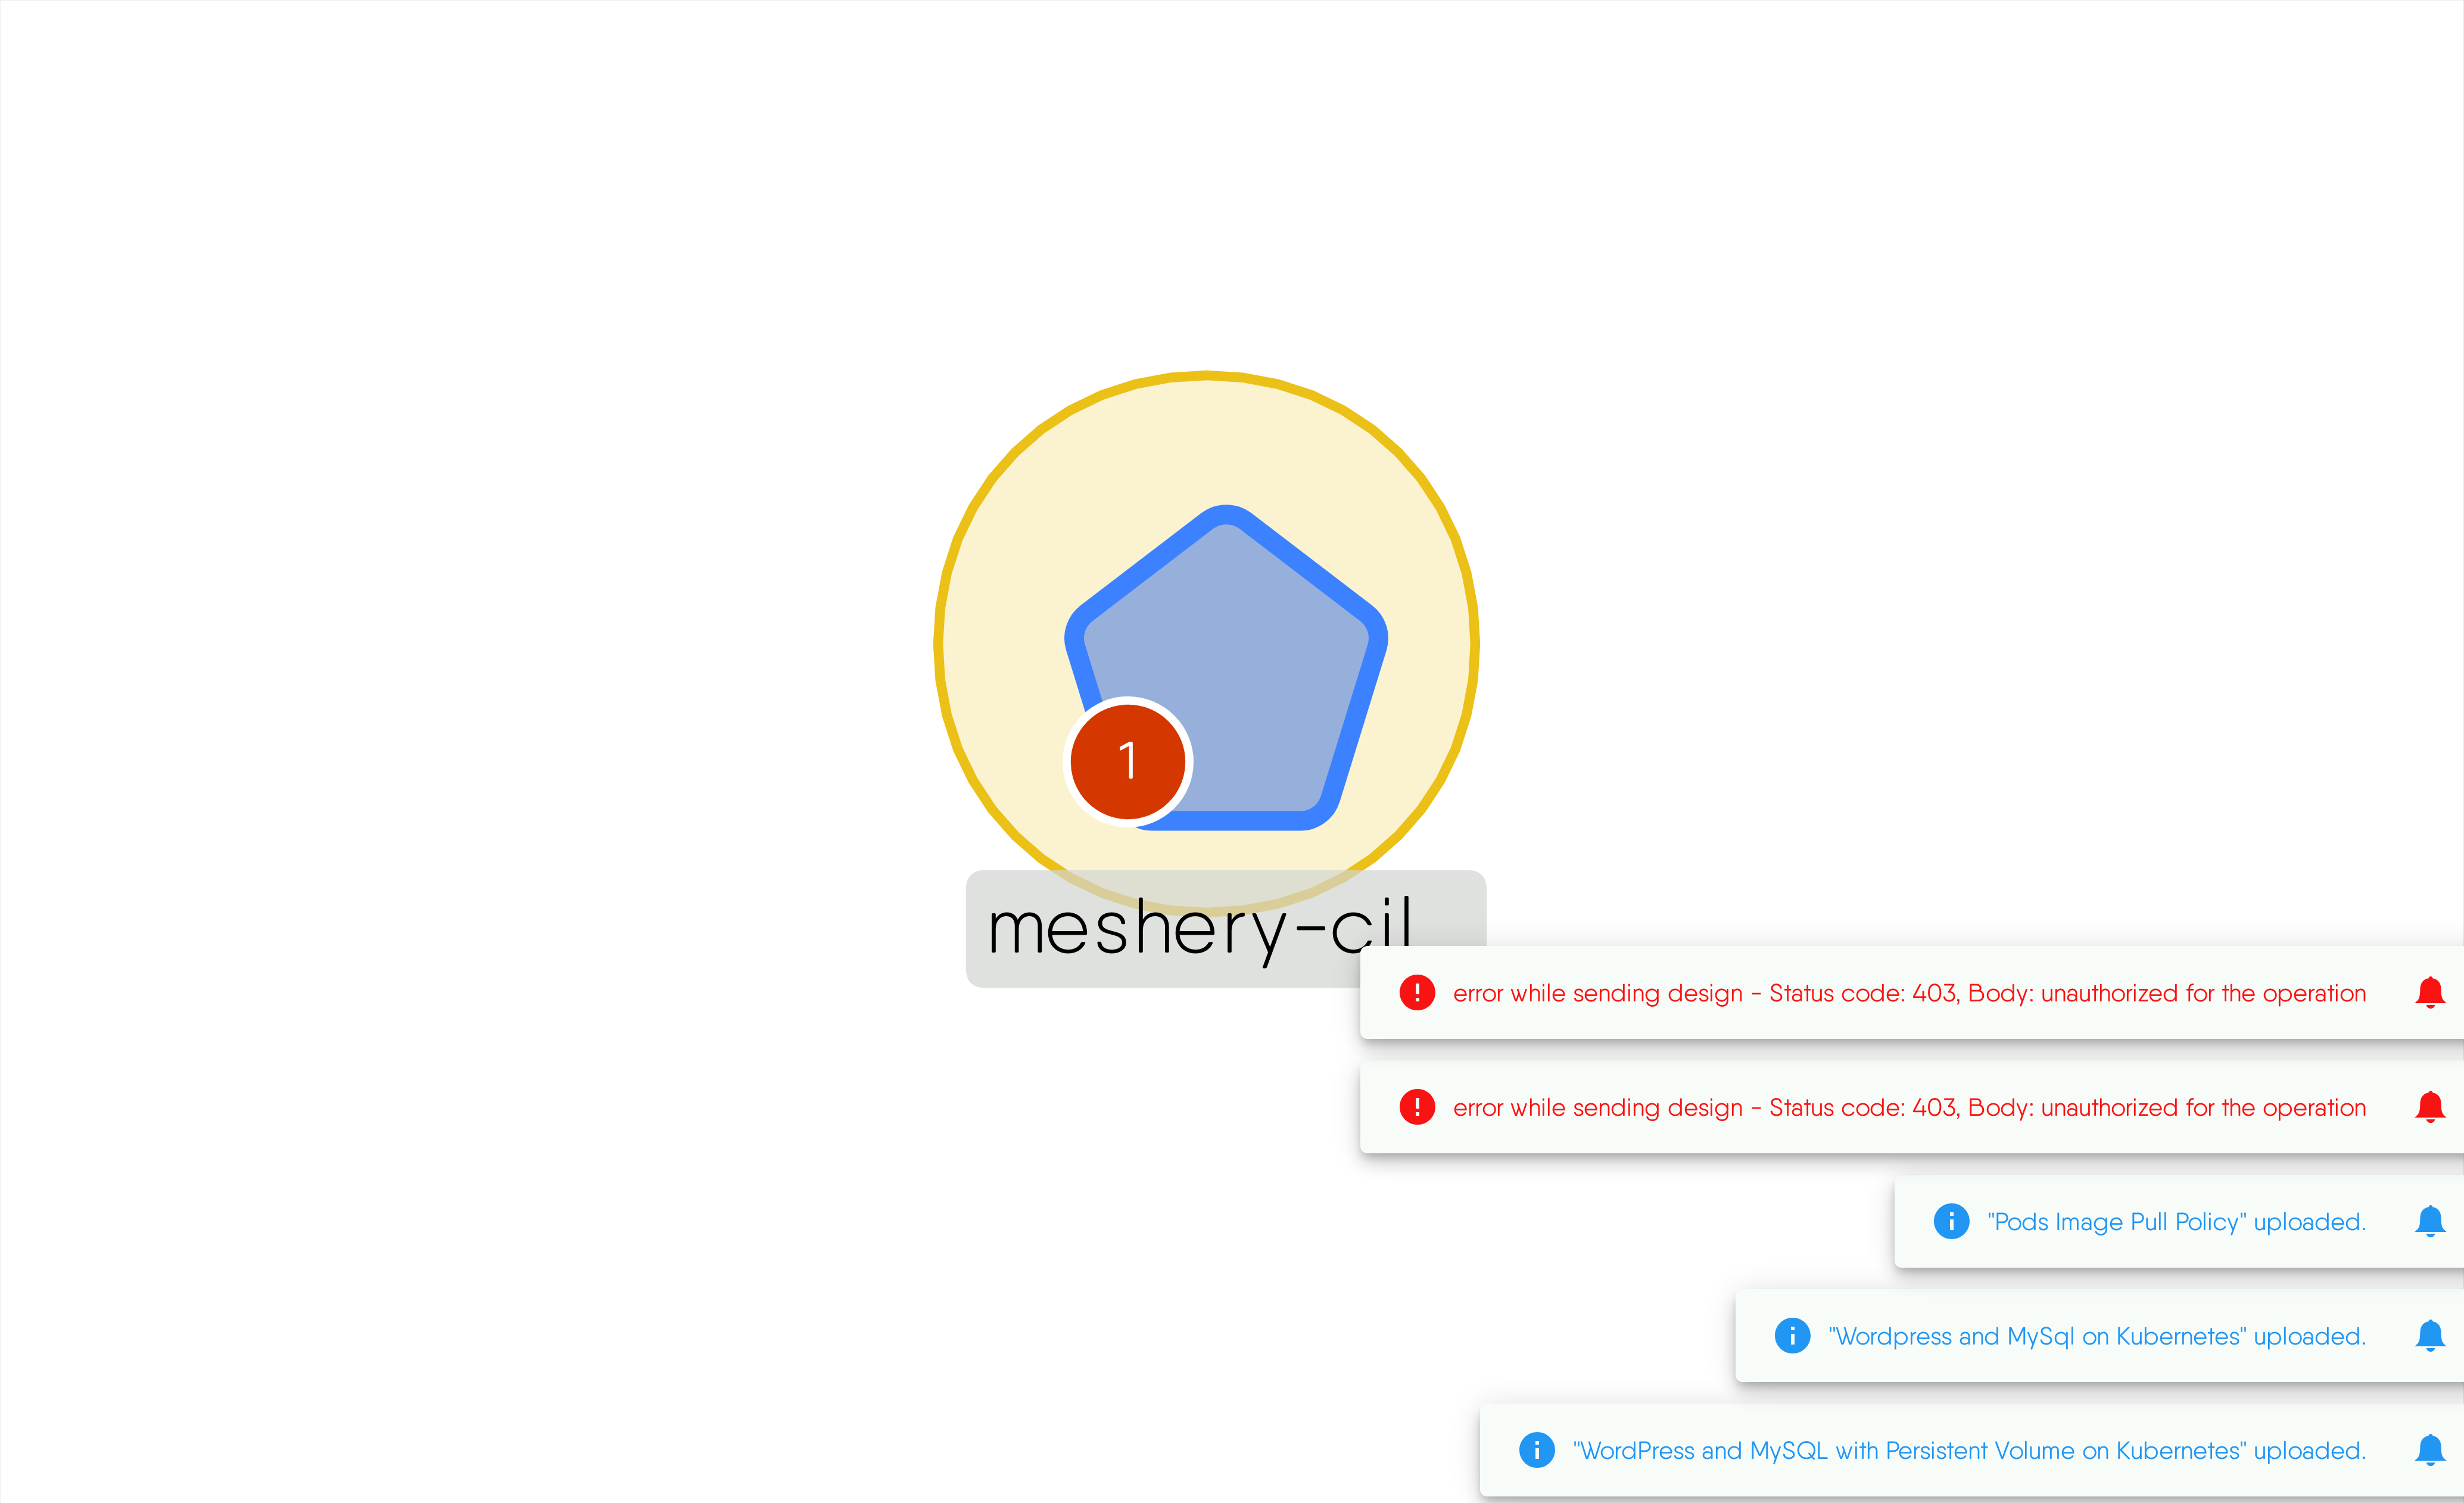 1
meshery-cil
error while sending design - Status code: 403, Body: unauthorized for the operation
error while sending design - Status code: 403, Body: unauthorized for the operation
"Pods Image Pull Policy" uploaded.
"Wordpress and MySql on Kubernetes" uploaded.
"WordPress and MySQL with Persistent Volume on Kubernetes" uploaded.